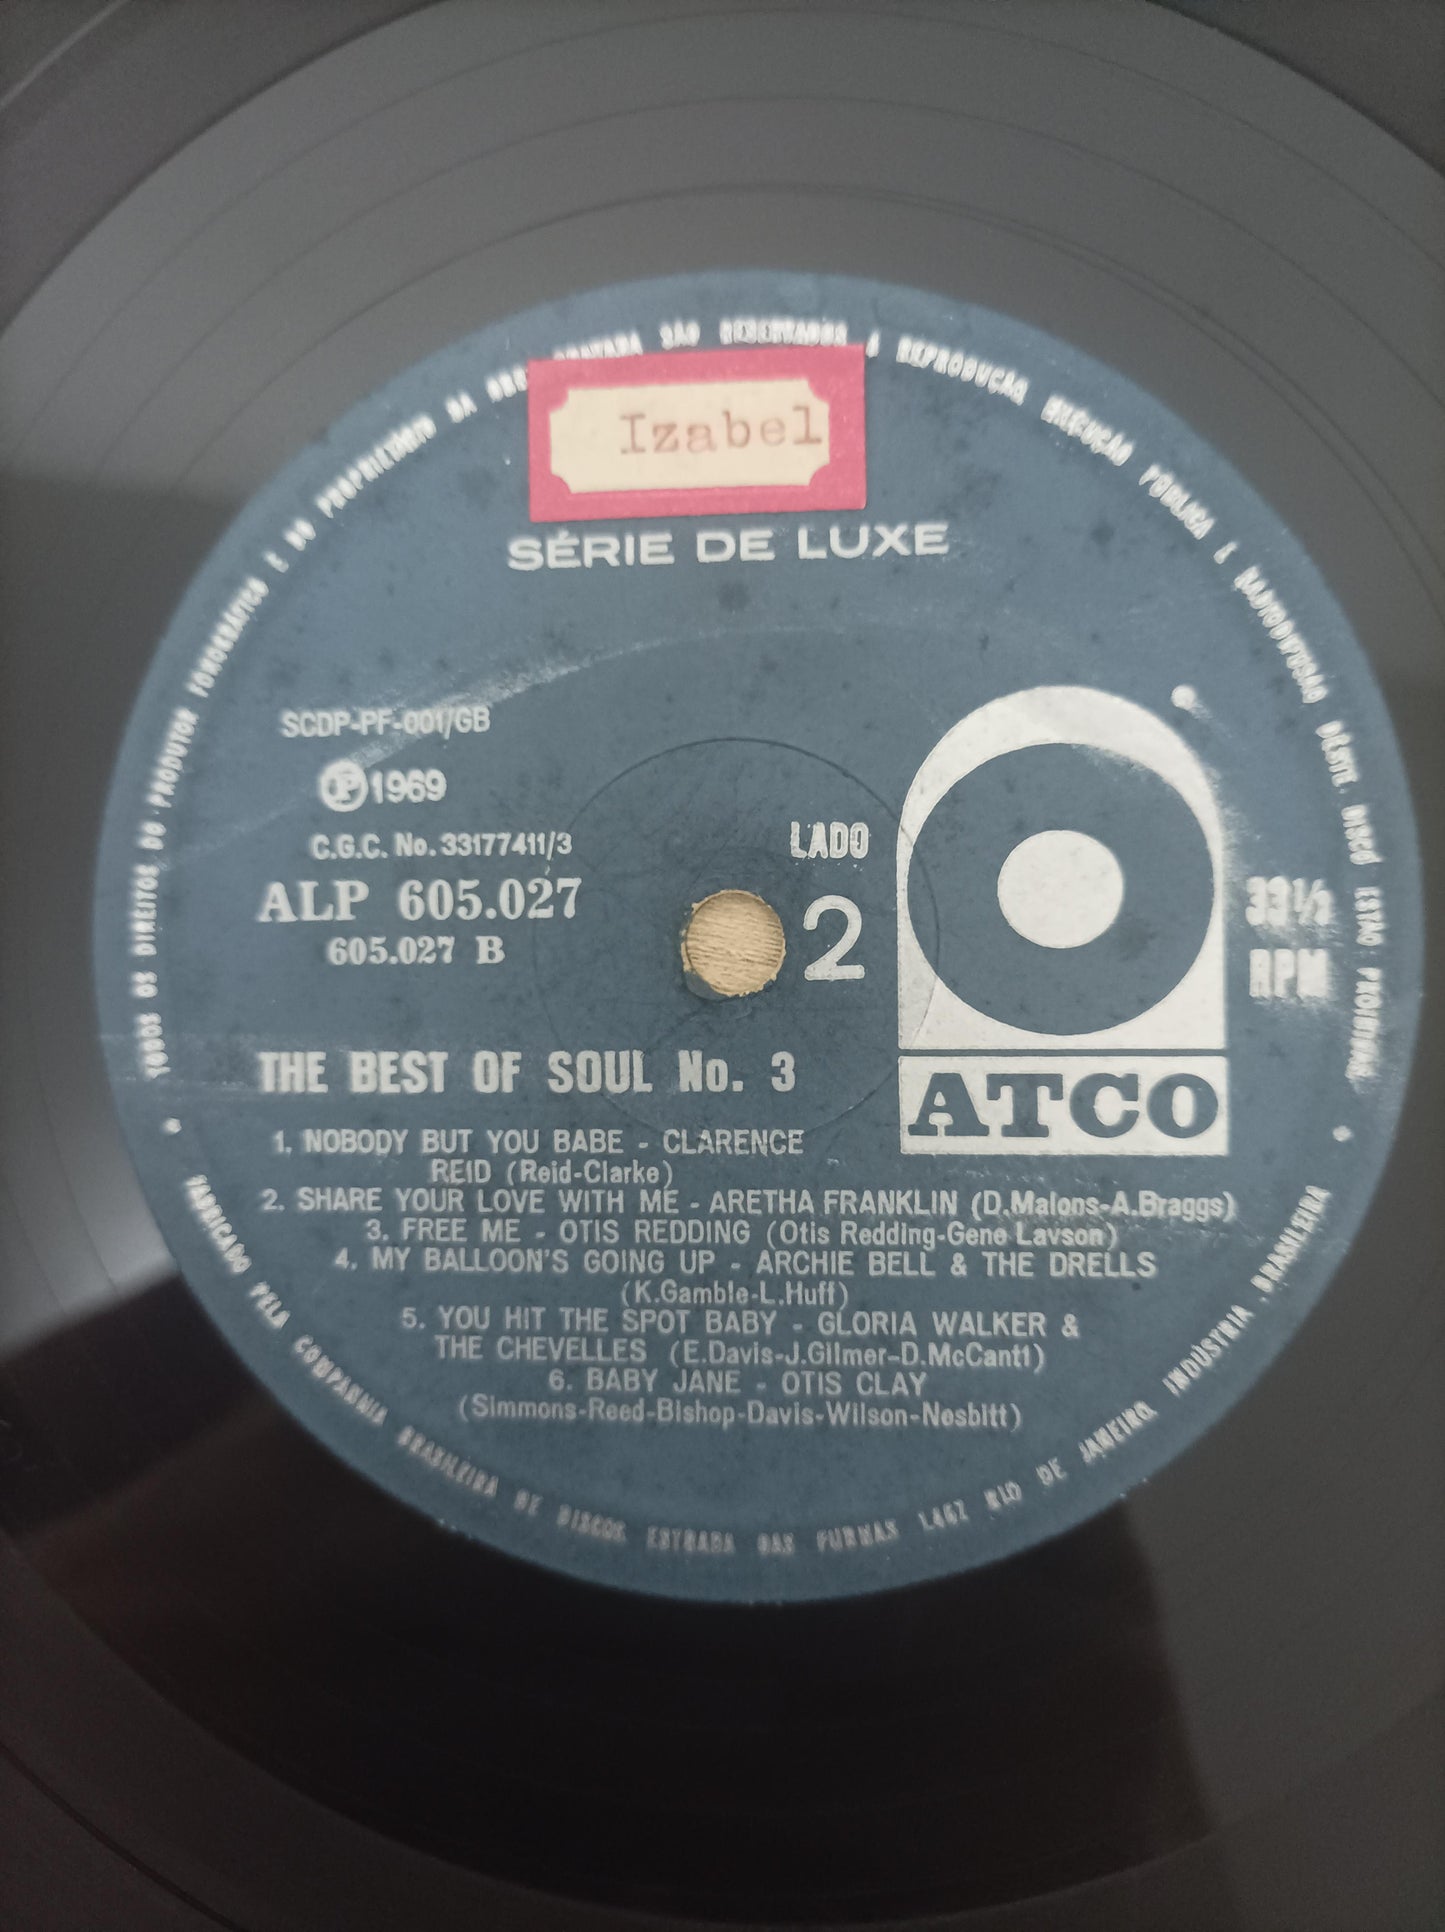 TODOS OS DIREITOS DO PRODUTOR FONOGRÁFICO E DO PROPRIETÁRIO DA GRAVADA SÃO RESERVADOS A REPRODUÇÃO, EXECUÇÃO PÚBLICA E RADIODIFUSÃO DÊSTE DISCO ESTÃO PROIBIDAS
Izabel
SÉRIE DE LUXE
SCDP-PF-001/GB
Ⓟ 1969
C.G.C. No. 33177411/3
ALP 605.027
605.027 B
LADO
2
33⅓
RPM
ATCO
THE BEST OF SOUL No. 3
1. NOBODY BUT YOU BABE - CLARENCE
REID (Reid-Clarke)
2. SHARE YOUR LOVE WITH ME - ARETHA FRANKLIN (D.Malons-A.Braggs)
3. FREE ME - OTIS REDDING (Otis Redding-Gene Lavson)
4. MY BALLOON'S GOING UP - ARCHIE BELL & THE DRELLS
(K.Gamble-L.Huff)
5. YOU HIT THE SPOT BABY - GLORIA WALKER &
THE CHEVELLES (E.Davis-J.Gilmer-D.McCant1)
6. BABY JANE - OTIS CLAY
(Simmons-Reed-Bishop-Davis-Wilson-Nesbitt)
FABRICADO PELA COMPANHIA BRASILEIRA DE DISCOS ESTRADA DAS FURNAS 1462 RIO DE JANEIRO, INDÚSTRIA BRASILEIRA